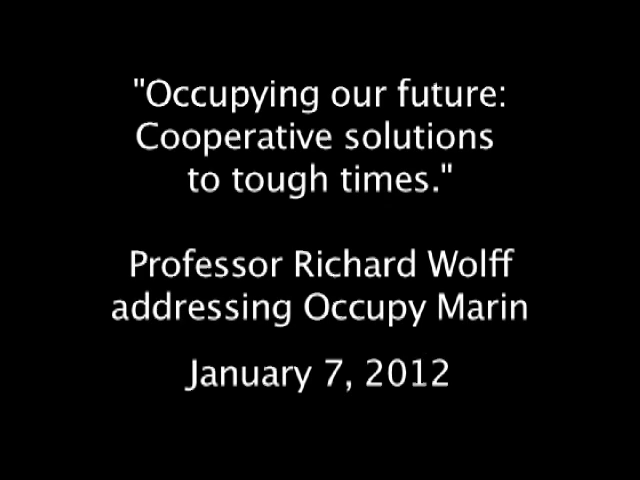 "Occupying our future:
Cooperative solutions
to tough times."
Professor Richard Wolff
addressing Occupy Marin
January 7, 2012